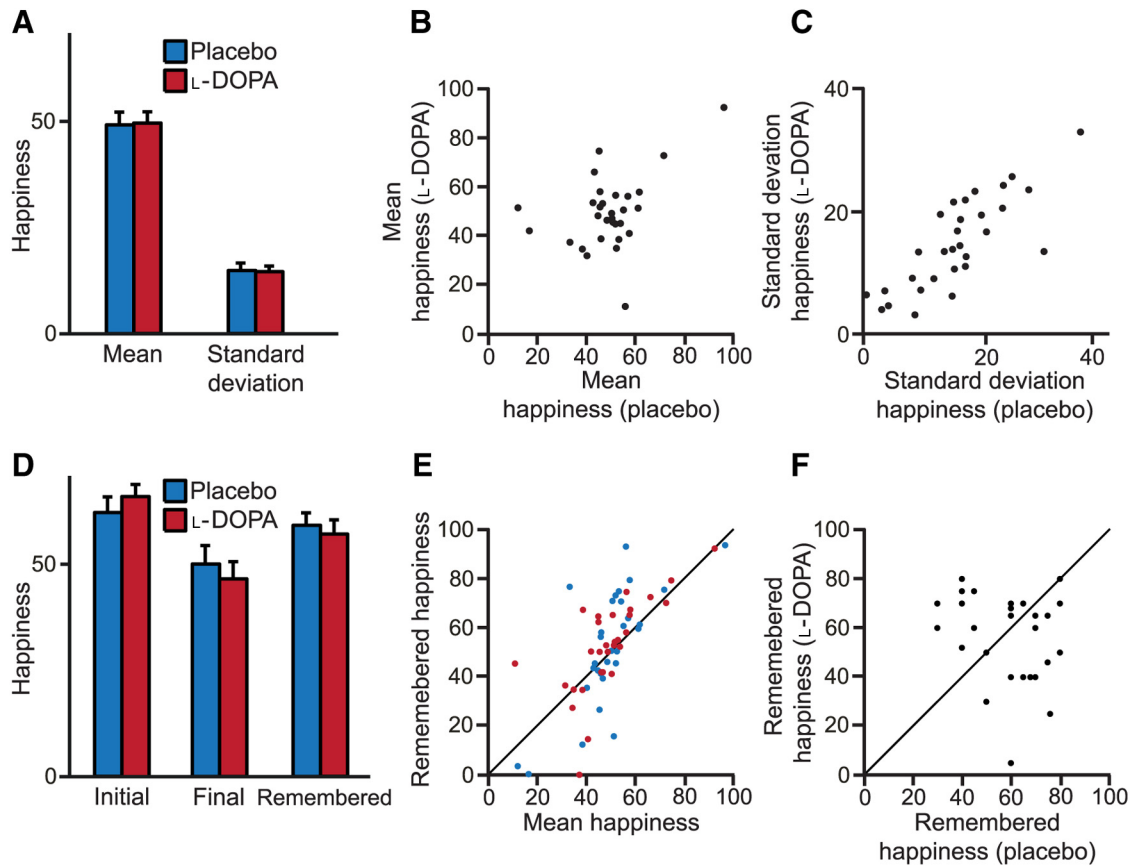 A
Placebo
L-DOPA
Happiness
50
0
Mean
Standard
deviation
B
Mean
happiness (L-DOPA)
100
80
60
40
20
0
0 20 40 60 80 100
Mean
happiness (placebo)
C
Standard devation
happiness (L-DOPA)
40
20
0
0 20 40
Standard deviation
happiness (placebo)
D
Placebo
L-DOPA
Happiness
50
0
Initial Final Remembered
E
Rememebered happiness
100
80
60
40
20
0
0 20 40 60 80 100
Mean happiness
F
Rememebered
happiness (L-DOPA)
100
80
60
40
20
0
0 20 40 60 80 100
Remembered
happiness (placebo)